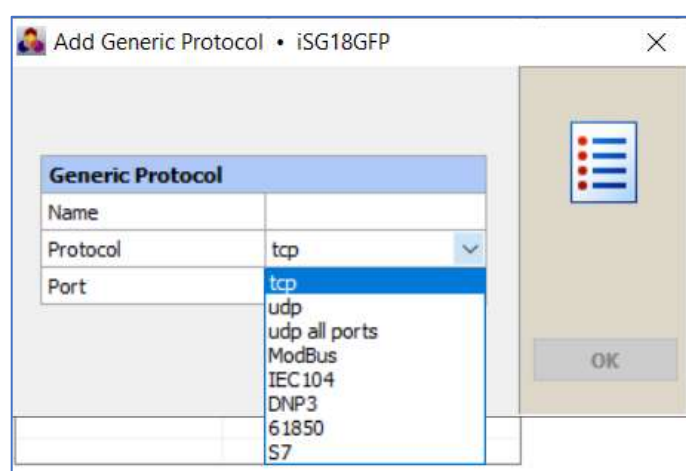 Add Generic Protocol • iSG18GFP
Generic Protocol
Name
Protocol tcp
Port
tcp
udp
udp all ports
ModBus
IEC104
DNP3
61850
S7
OK